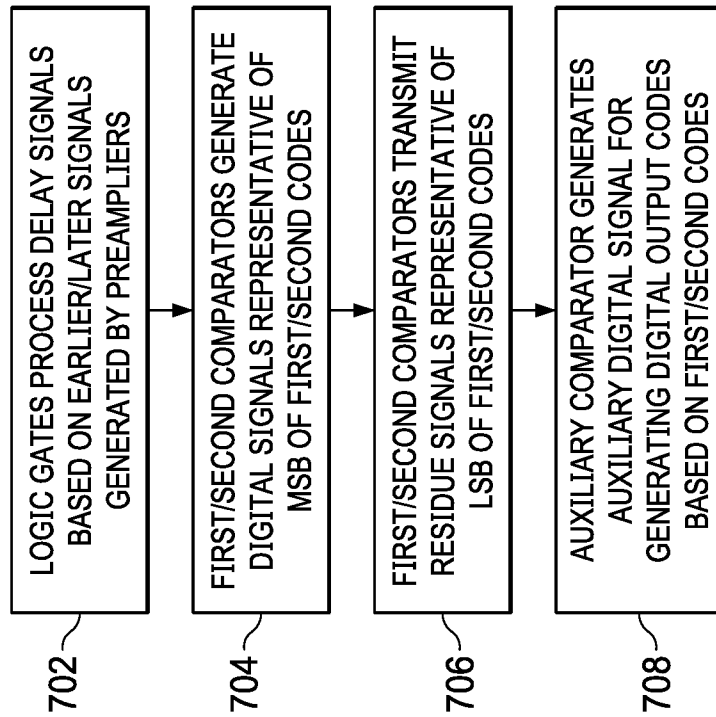 702
LOGIC GATES PROCESS DELAY SIGNALS
BASED ON EARLIER/LATER SIGNALS
GENERATED BY PREAMPLIERS
704
FIRST/SECOND COMPARATORS GENERATE
DIGITAL SIGNALS REPRESENTATIVE OF
MSB OF FIRST/SECOND CODES
706
FIRST/SECOND COMPARATORS TRANSMIT
RESIDUE SIGNALS REPRESENTATIVE OF
LSB OF FIRST/SECOND CODES
708
AUXILIARY COMPARATOR GENERATES
AUXILIARY DIGITAL SIGNAL FOR
GENERATING DIGITAL OUTPUT CODES
BASED ON FIRST/SECOND CODES